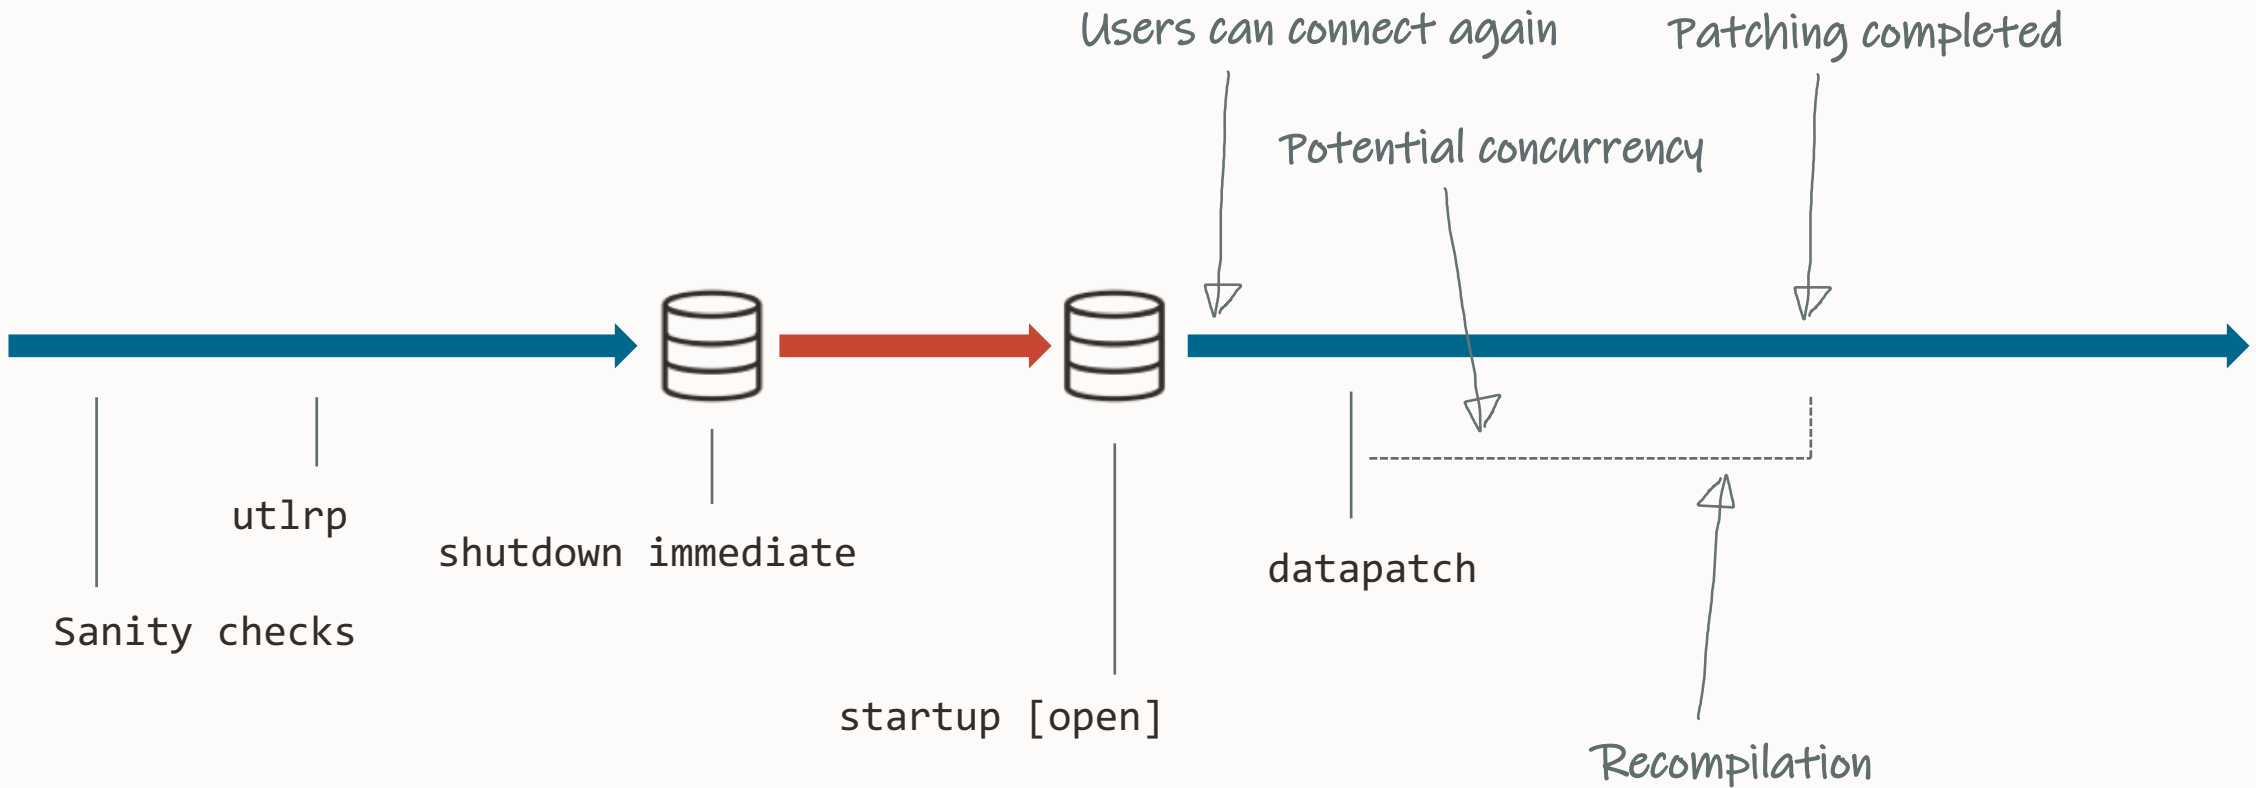 Users can connect again
Patching completed
Potential concurrency
utlrp
shutdown immediate
datapatch
Sanity checks
startup [open]
Recompilation